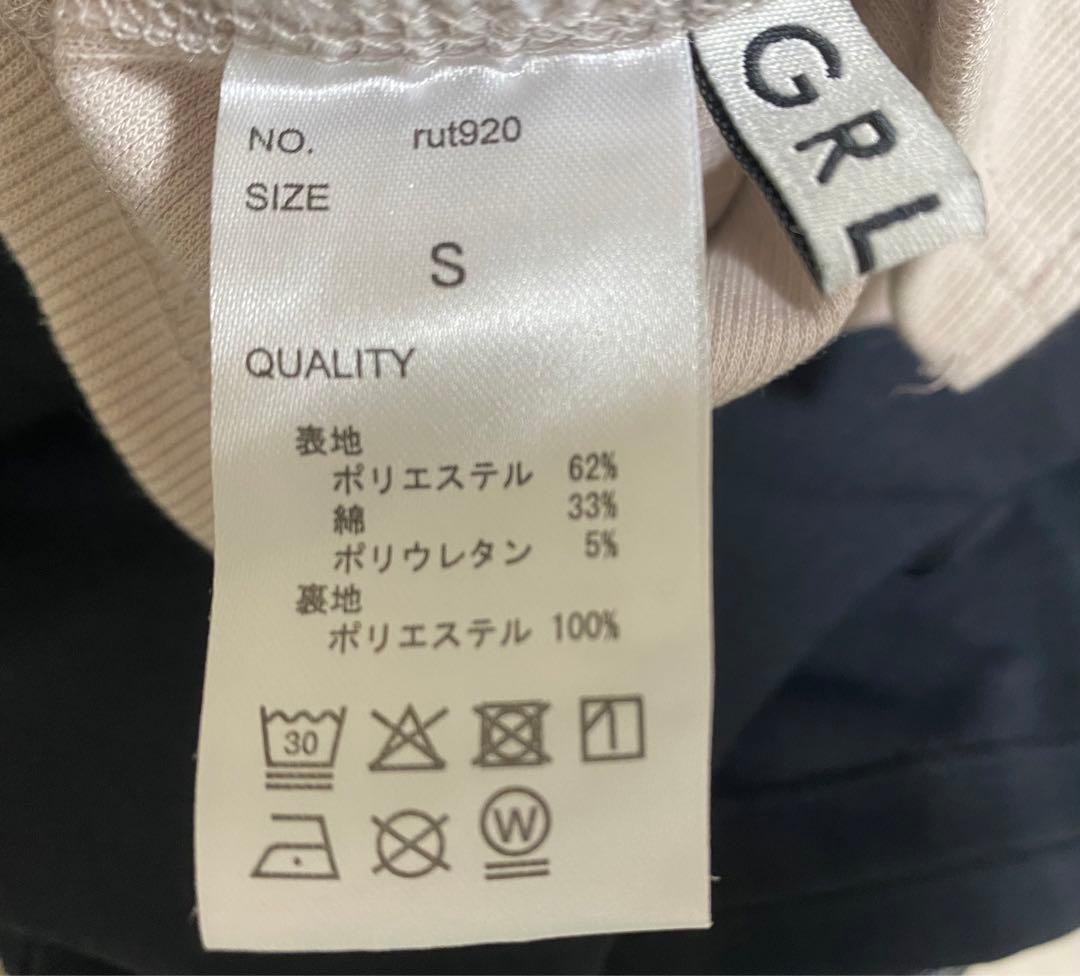 NO. rut920
SIZE
S
QUALITY
表地
ポリエステル 62%
綿 33%
ポリウレタン 5%
裏地
ポリエステル 100%
30
W
GRL